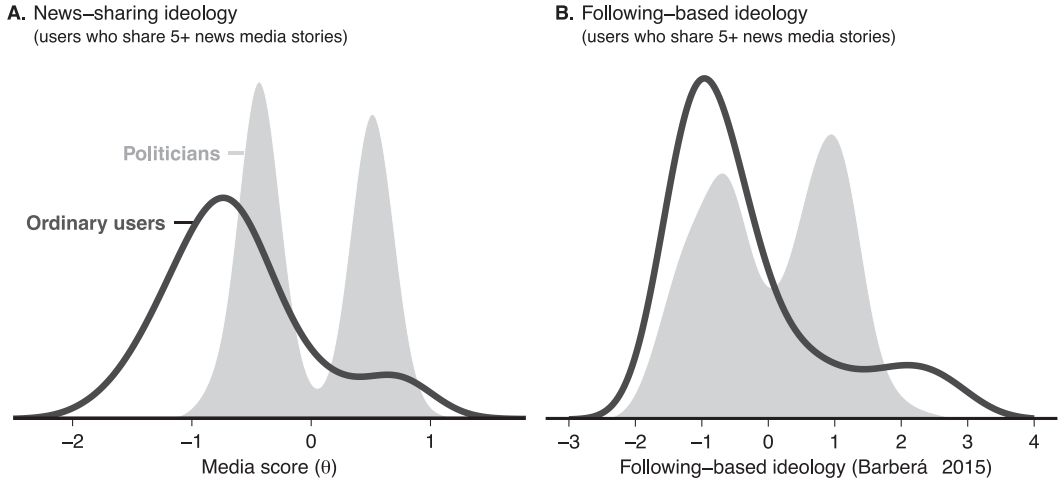 A. News–sharing ideology
(users who share 5+ news media stories)
Politicians
Ordinary users
−2 −1 0 1
Media score (θ)
B. Following–based ideology
(users who share 5+ news media stories)
−3 −2 −1 0 1 2 3 4
Following–based ideology (Barberá 2015)